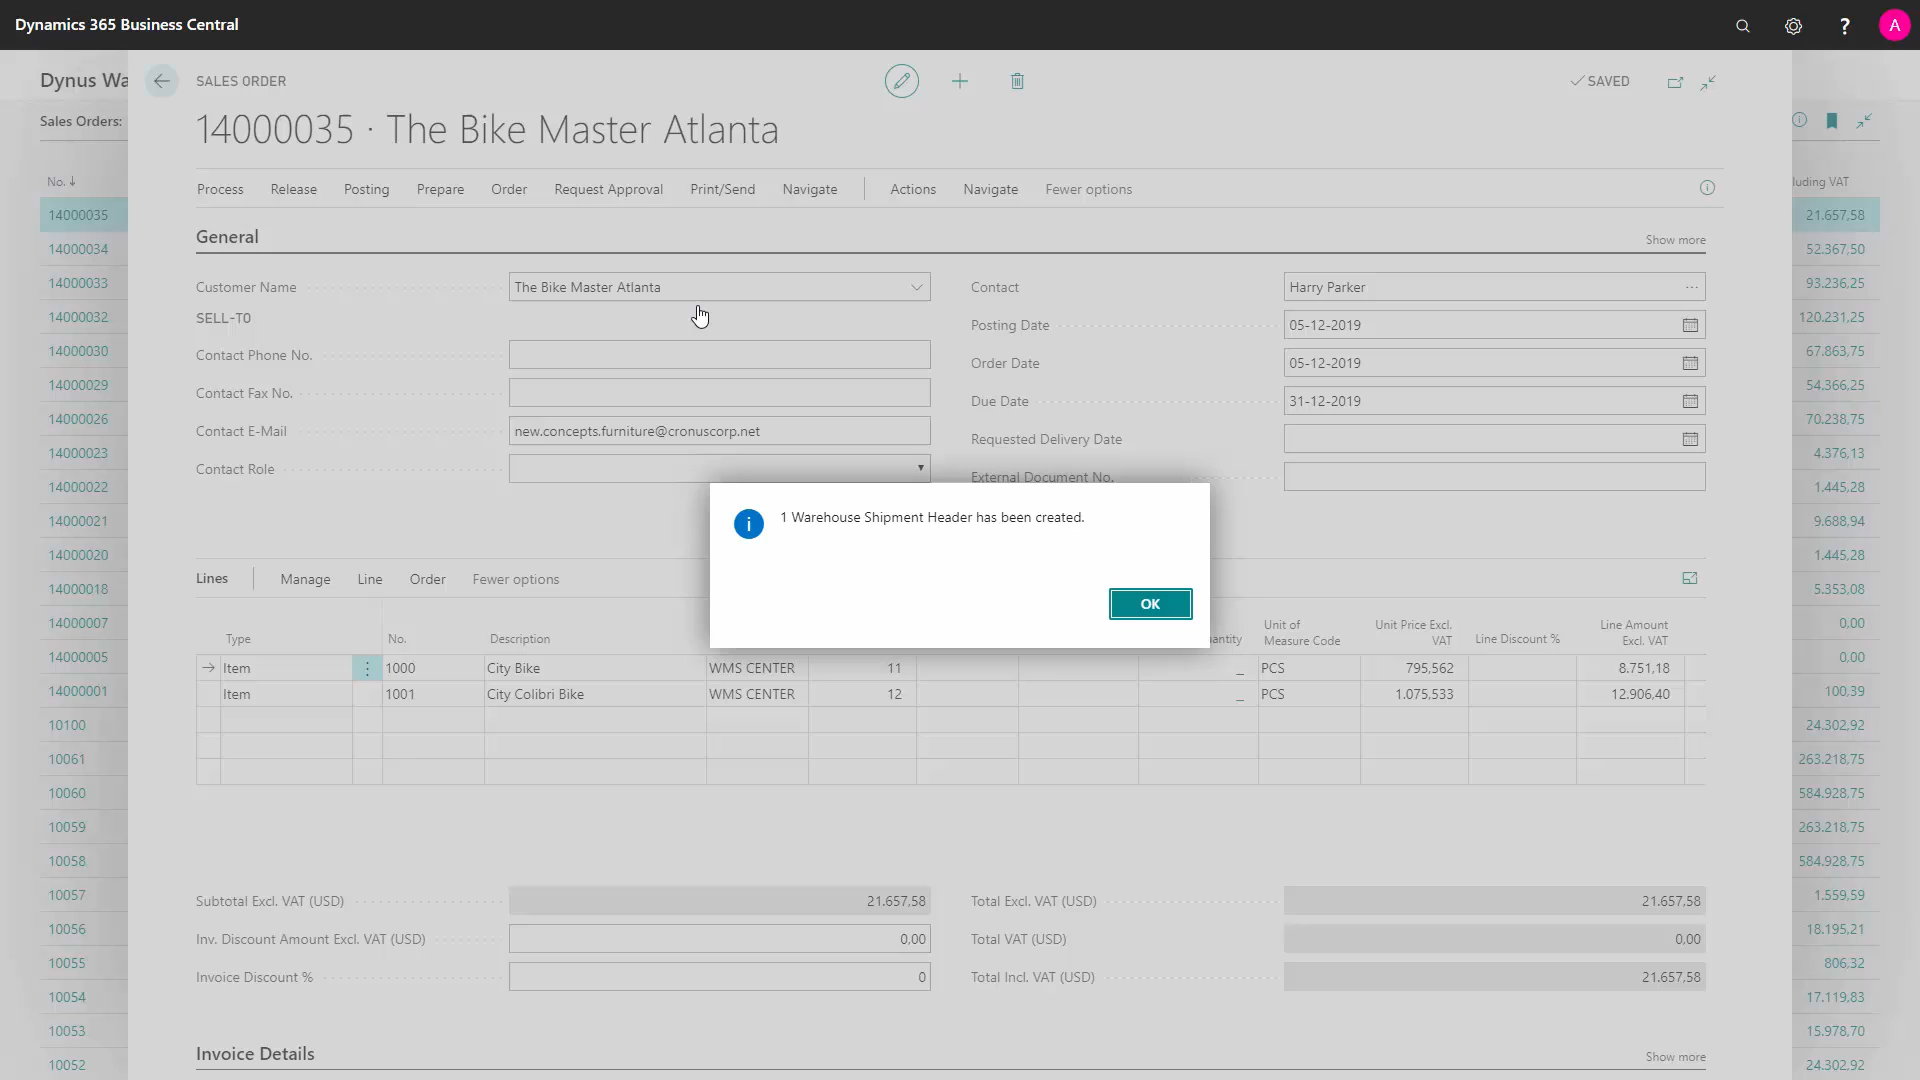 Dynamics 365 Business Central
?
A
Dynus Wa
SALES ORDER
SAVED
Sales Orders:
14000035 · The Bike Master Atlanta
No. ↓
luding VAT
Process Release Posting Prepare Order Request Approval Print/Send Navigate Actions Navigate Fewer options
14000035
21.657,58
General
Show more
14000034
52.367,50
Customer Name The Bike Master Atlanta
Contact Harry Parker ...
14000033
93.236,25
SELL-TO
14000032
120.231,25
Posting Date 05-12-2019
Contact Phone No.
14000030
67.863,75
Order Date 05-12-2019
Contact Fax No.
14000029
54.366,25
Due Date 31-12-2019
14000026
70.238,75
Contact E-Mail new.concepts.furniture@cronuscorp.net
Requested Delivery Date
14000023
4.376,13
Contact Role
External Document No.
14000022
1.445,28
i
1 Warehouse Shipment Header has been created.
OK
14000021
9.688,94
14000020
1.445,28
Lines Manage Line Order Fewer options
14000018
5.353,08
14000007
0,00
Type No. Description
antity
Unit of Measure Code
Unit Price Excl. VAT
Line Discount %
Line Amount Excl. VAT
14000005
0,00
Item 1000 City Bike WMS CENTER 11 _ PCS 795,562 8.751,18
14000001
100,39
Item 1001 City Colibri Bike WMS CENTER 12 _ PCS 1.075,533 12.906,40
10100
24.302,92
10061
263.218,75
10060
584.928,75
10059
263.218,75
10058
584.928,75
10057
1.559,59
Subtotal Excl. VAT (USD) 21.657,58
Total Excl. VAT (USD) 21.657,58
10056
18.195,21
Inv. Discount Amount Excl. VAT (USD) 0,00
Total VAT (USD) 0,00
10055
806,32
Invoice Discount % 0
Total Incl. VAT (USD) 21.657,58
10054
17.119,83
10053
15.978,70
Invoice Details
Show more
10052
24.302,92